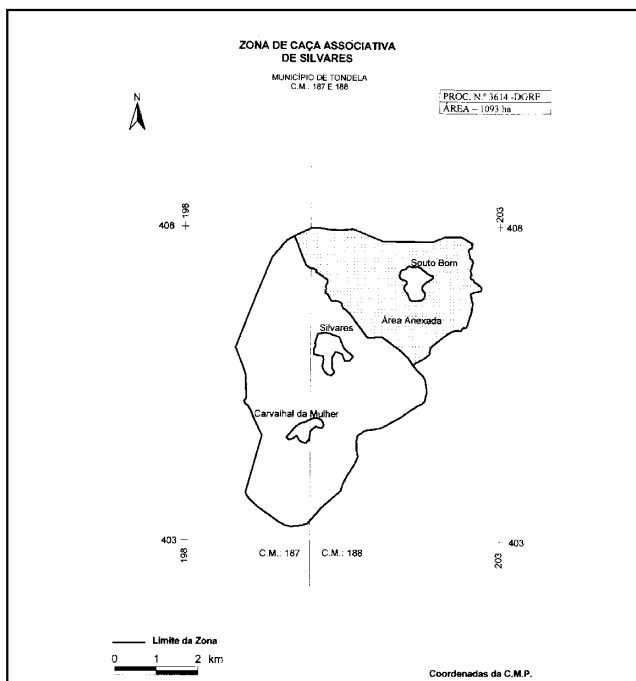 ZONA DE CAÇA ASSOCIATIVA
DE SILVARES
MUNICÍPIO DE TONDELA
C.M.: 187 E 188
N
PROC. N.º 3614 -DGRF
ÁREA – 1093 ha
198
203
408
408
Souto Bom
Área Anexada
Silvares
Carvalhal da Mulher
403
403
198
203
C.M.: 187
C.M.: 188
Limite da Zona
0 1 2 km
Coordenadas da C.M.P.